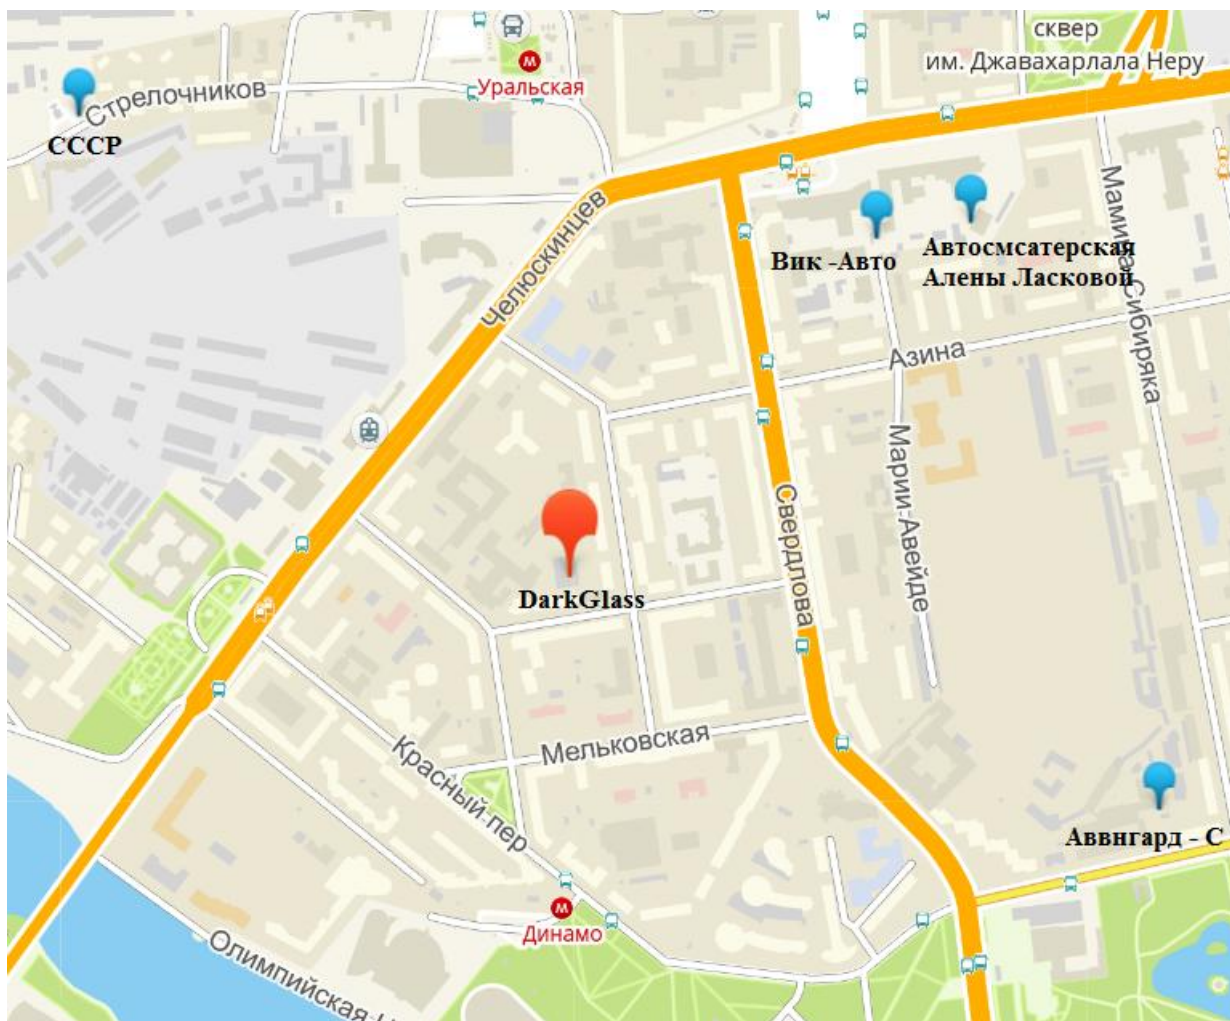 сквер
им. Джавахарлала Неру
М
Уральская
Стрелочников
СССР
Челюскинцев
Мамина-Сибиряка
Вик -Авто
Автосмсатерская
Алены Ласковой
Азина
Марии Авейде
Свердлова
DarkGlass
Мельковская
Красный пер
Аввнгард - С
М
Динамо
Олимпийская